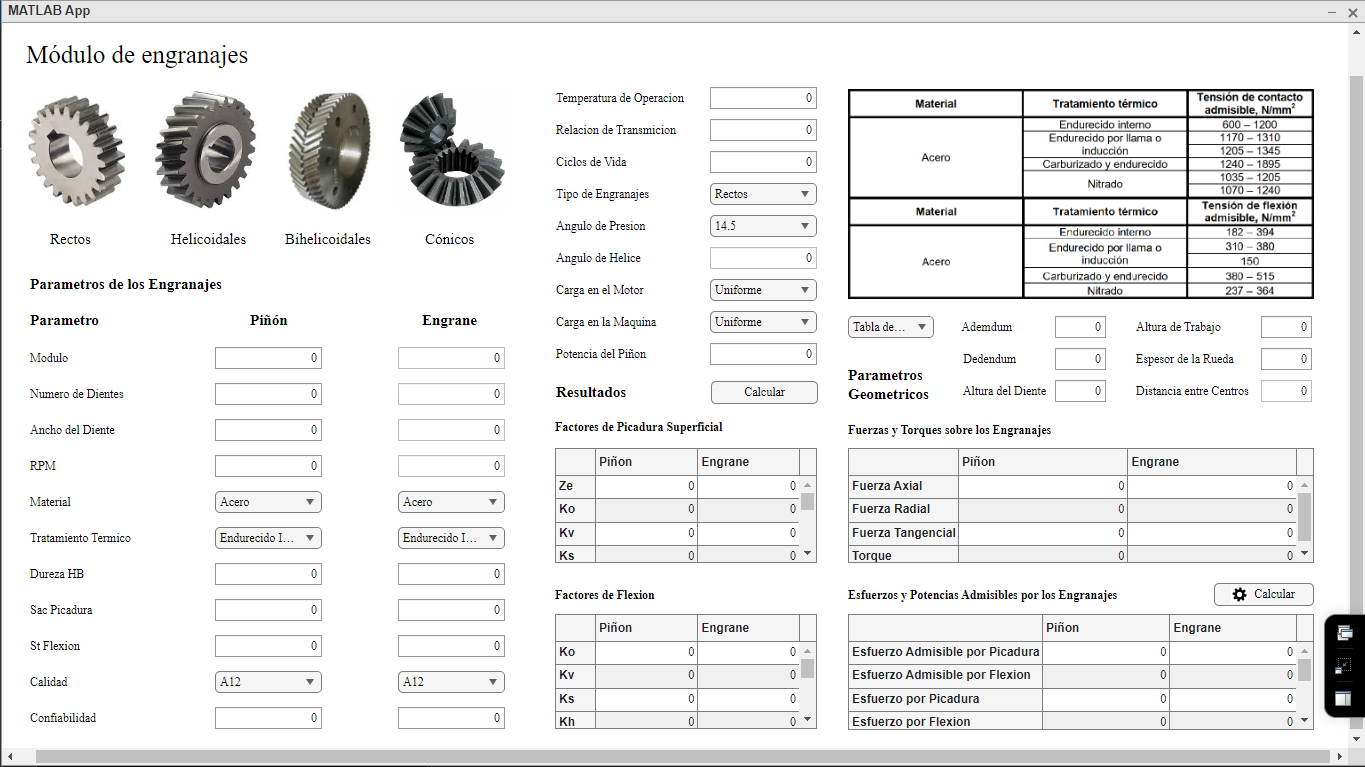 MATLAB App
Módulo de engranajes
Rectos
Helicoidales
Bihelicoidales
Cónicos
Parametros de los Engranajes
Parametro Piñón Engrane
Modulo 0 0
Numero de Dientes 0 0
Ancho del Diente 0 0
RPM 0 0
Material Acero Acero
Tratamiento Termico Endurecido I... Endurecido I...
Dureza HB 0 0
Sac Picadura 0 0
St Flexion 0 0
Calidad A12 A12
Confiabilidad 0 0
Temperatura de Operacion 0
Relacion de Transmicion 0
Ciclos de Vida 0
Tipo de Engranajes Rectos
Angulo de Presion 14.5
Angulo de Helice 0
Carga en el Motor Uniforme
Carga en la Maquina Uniforme
Potencia del Piñon 0
Resultados Calcular
Factores de Picadura Superficial
Piñon Engrane
Ze 0 0
Ko 0 0
Kv 0 0
Ks 0 0
Factores de Flexion
Piñon Engrane
Ko 0 0
Kv 0 0
Ks 0 0
Kh 0 0
Material Tratamiento térmico Tensión de contacto
admisible, N/mm²
Acero
Endurecido interno 600 – 1200
Endurecido por llama o
inducción
1170 – 1310
1205 – 1345
Carburizado y endurecido 1240 – 1895
Nitrado
1035 – 1205
1070 – 1240
Material Tratamiento térmico Tensión de flexión
admisible, N/mm²
Acero
Endurecido interno 182 – 394
Endurecido por llama o
inducción
310 – 380
150
Carburizado y endurecido 380 – 515
Nitrado 237 – 364
Tabla de...
Parametros
Geometricos
Ademdum 0 Altura de Trabajo 0
Dedendum 0 Espesor de la Rueda 0
Altura del Diente 0 Distancia entre Centros 0
Fuerzas y Torques sobre los Engranajes
Piñon Engrane
Fuerza Axial 0 0
Fuerza Radial 0 0
Fuerza Tangencial 0 0
Torque 0 0
Esfuerzos y Potencias Admisibles por los Engranajes Calcular
Piñon Engrane
Esfuerzo Admisible por Picadura 0 0
Esfuerzo Admisible por Flexion 0 0
Esfuerzo por Picadura 0 0
Esfuerzo por Flexion 0 0